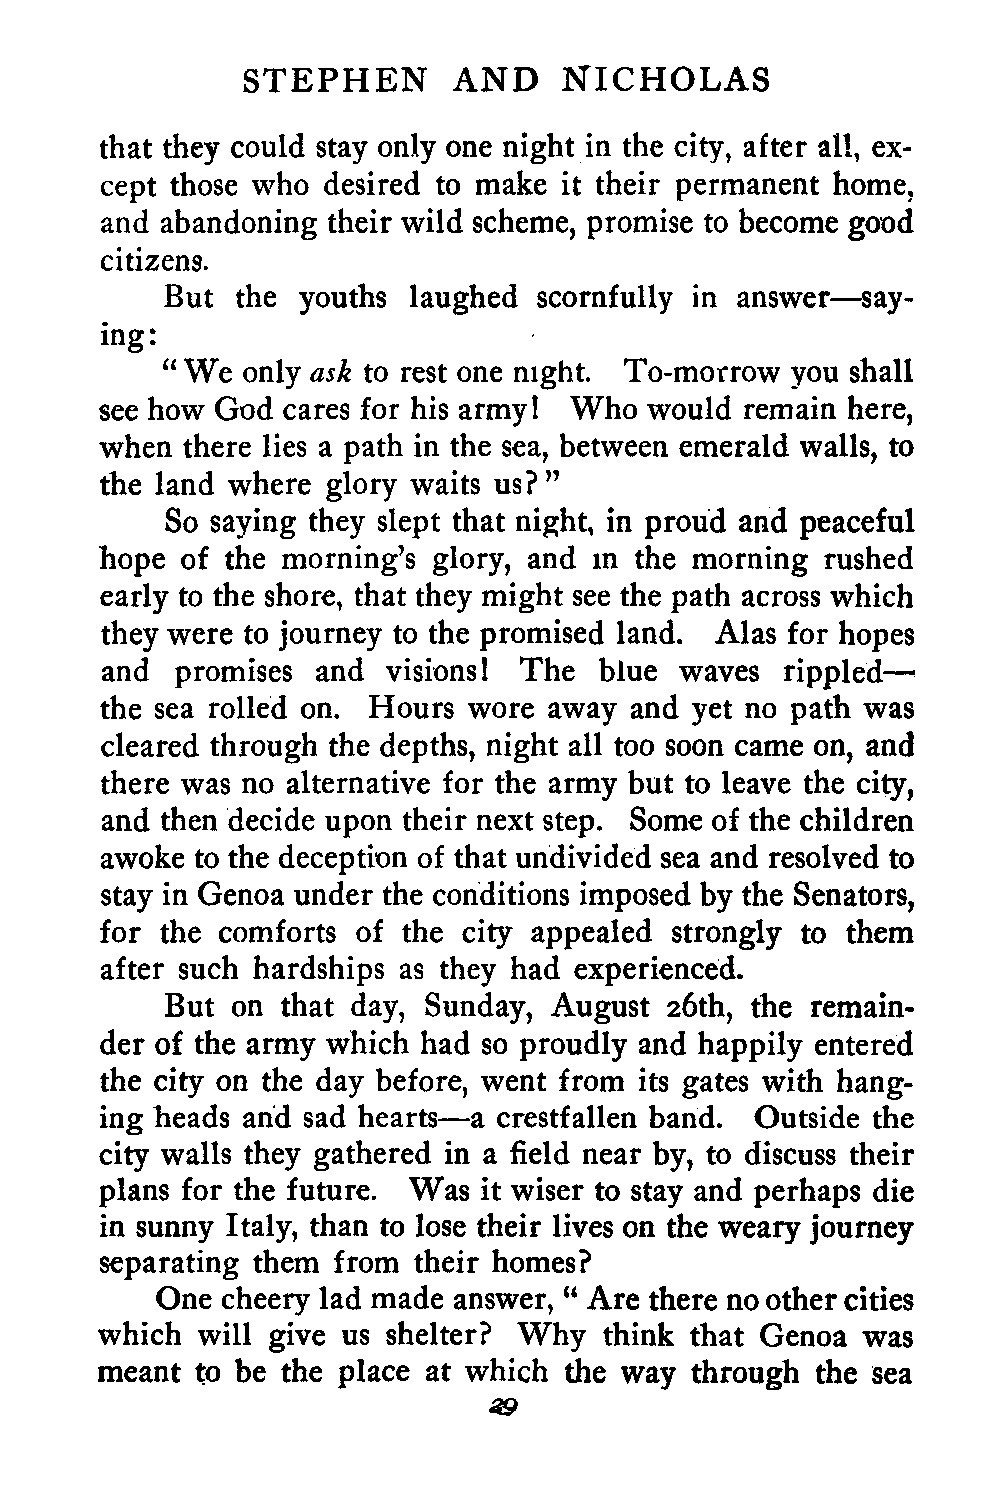 STEPHEN AND NICHOLAS
that they could stay only one night in the city, after all, ex-
cept those who desired to make it their permanent home,
and abandoning their wild scheme, promise to become good
citizens.
But the youths laughed scornfully in answer—say-
ing:
“ We only ask to rest one night. To-morrow you shall
see how God cares for his army! Who would remain here,
when there lies a path in the sea, between emerald walls, to
the land where glory waits us? ”
So saying they slept that night, in proud and peaceful
hope of the morning’s glory, and in the morning rushed
early to the shore, that they might see the path across which
they were to journey to the promised land. Alas for hopes
and promises and visions! The blue waves rippled—
the sea rolled on. Hours wore away and yet no path was
cleared through the depths, night all too soon came on, and
there was no alternative for the army but to leave the city,
and then decide upon their next step. Some of the children
awoke to the deception of that undivided sea and resolved to
stay in Genoa under the conditions imposed by the Senators,
for the comforts of the city appealed strongly to them
after such hardships as they had experienced.
But on that day, Sunday, August 26th, the remain-
der of the army which had so proudly and happily entered
the city on the day before, went from its gates with hang-
ing heads and sad hearts—a crestfallen band. Outside the
city walls they gathered in a field near by, to discuss their
plans for the future. Was it wiser to stay and perhaps die
in sunny Italy, than to lose their lives on the weary journey
separating them from their homes?
One cheery lad made answer, “ Are there no other cities
which will give us shelter? Why think that Genoa was
meant to be the place at which the way through the sea
29